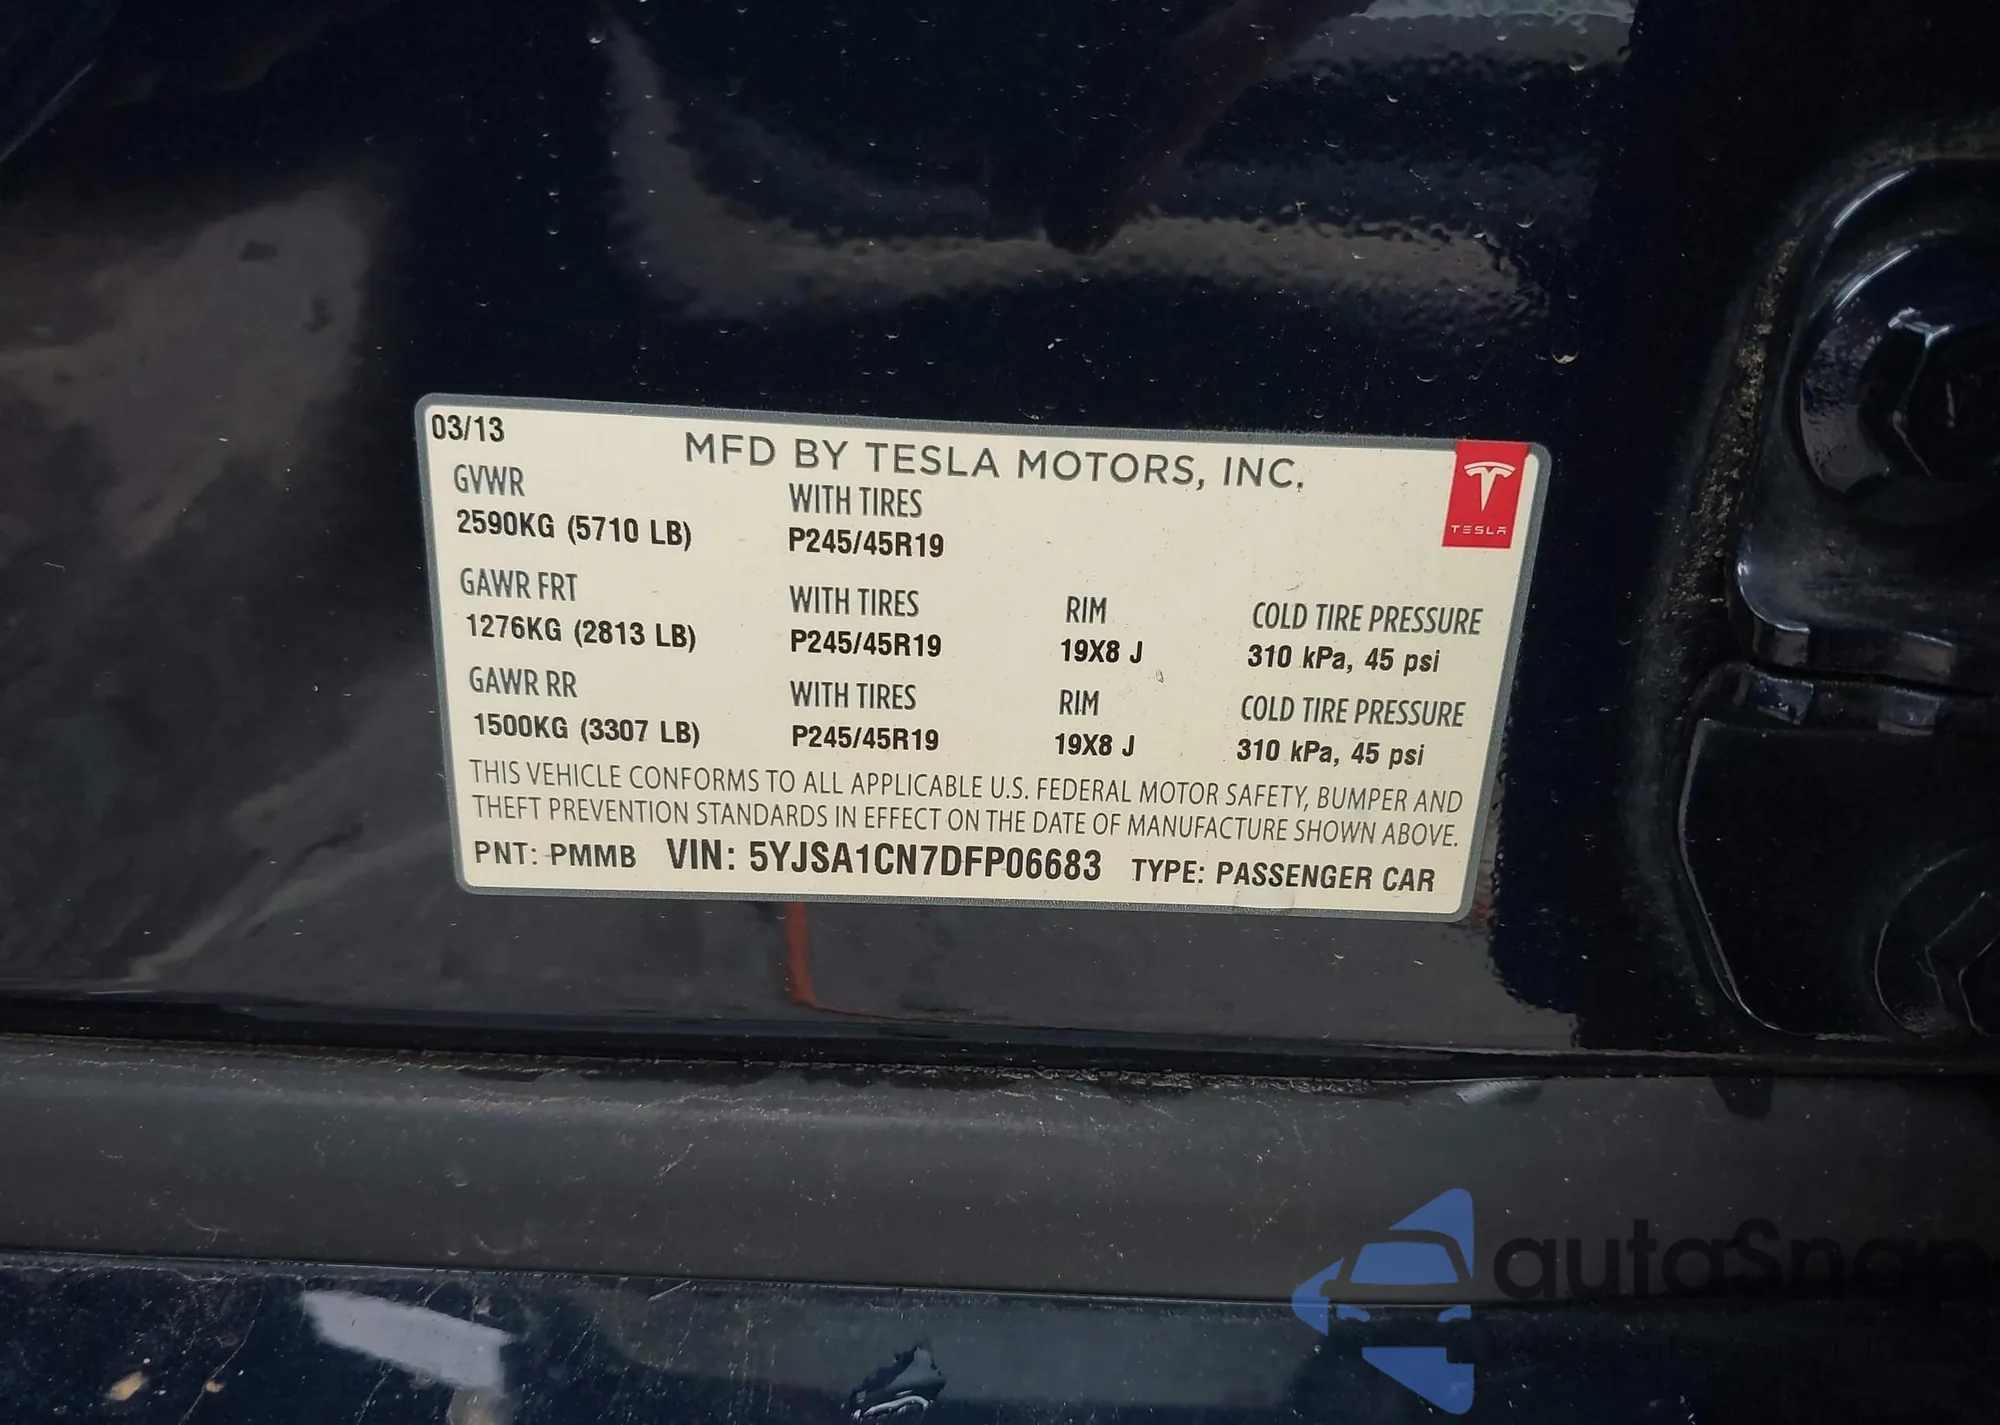 03/13
MFD BY TESLA MOTORS, INC.
TESLA
GVWR WITH TIRES
2590KG (5710 LB) P245/45R19
GAWR FRT WITH TIRES RIM COLD TIRE PRESSURE
1276KG (2813 LB) P245/45R19 19X8 J 310 kPa, 45 psi
GAWR RR WITH TIRES RIM COLD TIRE PRESSURE
1500KG (3307 LB) P245/45R19 19X8 J 310 kPa, 45 psi
THIS VEHICLE CONFORMS TO ALL APPLICABLE U.S. FEDERAL MOTOR SAFETY, BUMPER AND
THEFT PREVENTION STANDARDS IN EFFECT ON THE DATE OF MANUFACTURE SHOWN ABOVE.
PNT: PMMB VIN: 5YJSA1CN7DFP06683 TYPE: PASSENGER CAR
autoSnap